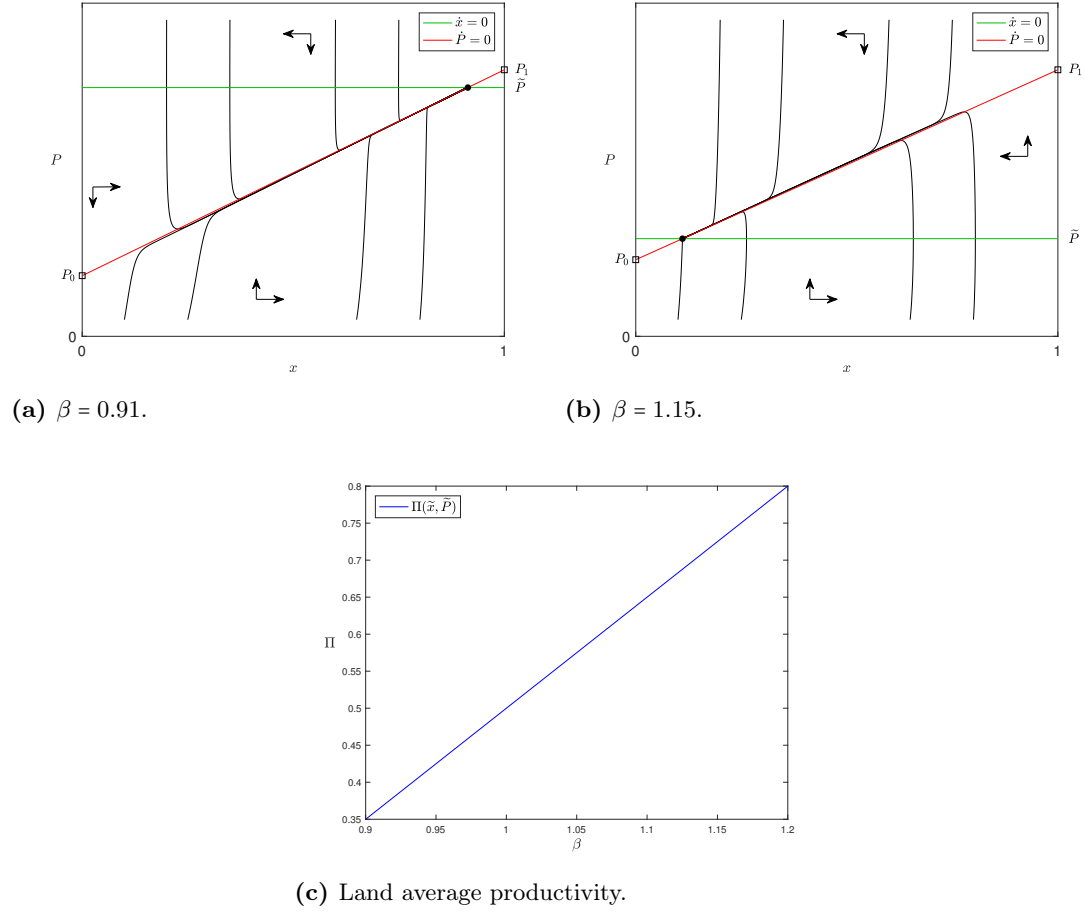 ẋ = 0
Ṗ = 0
P₁
P̃
P
P₀
0
0
1
x
(a) β = 0.91.
ẋ = 0
Ṗ = 0
P₁
P
P̃
P₀
0
0
1
x
(b) β = 1.15.
Π(x̃, P̃)
0.8
0.75
0.7
0.65
Π
0.6
0.55
0.5
0.45
0.4
0.35
0.9
0.95
1
1.05
1.1
1.15
1.2
β
(c) Land average productivity.